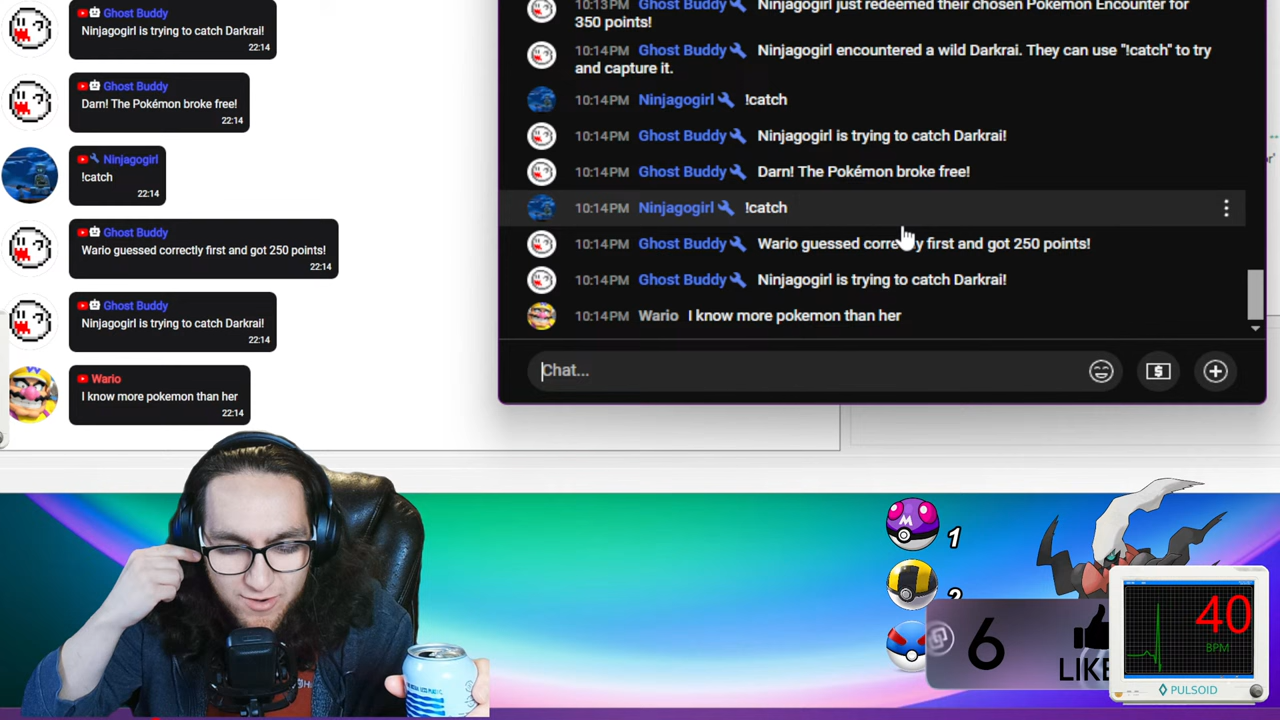 Ghost Buddy
Ninjagogirl is trying to catch Darkrai!
22:14
Ghost Buddy
Darn! The Pokémon broke free!
22:14
Ninjagogirl
!catch
22:14
Ghost Buddy
Wario guessed correctly first and got 250 points!
22:14
Ghost Buddy
Ninjagogirl is trying to catch Darkrai!
22:14
Wario
I know more pokemon than her
22:14
10:13PM Ghost Buddy Ninjagogirl just redeemed their chosen Pokemon Encounter for
350 points!
10:14PM Ghost Buddy Ninjagogirl encountered a wild Darkrai. They can use "!catch" to try
and capture it.
10:14PM Ninjagogirl !catch
10:14PM Ghost Buddy Ninjagogirl is trying to catch Darkrai!
10:14PM Ghost Buddy Darn! The Pokémon broke free!
10:14PM Ninjagogirl !catch
10:14PM Ghost Buddy Wario guessed correctly first and got 250 points!
10:14PM Ghost Buddy Ninjagogirl is trying to catch Darkrai!
10:14PM Wario I know more pokemon than her
Chat...
M
1
2
6
LIKE
40
BPM
PULSOID